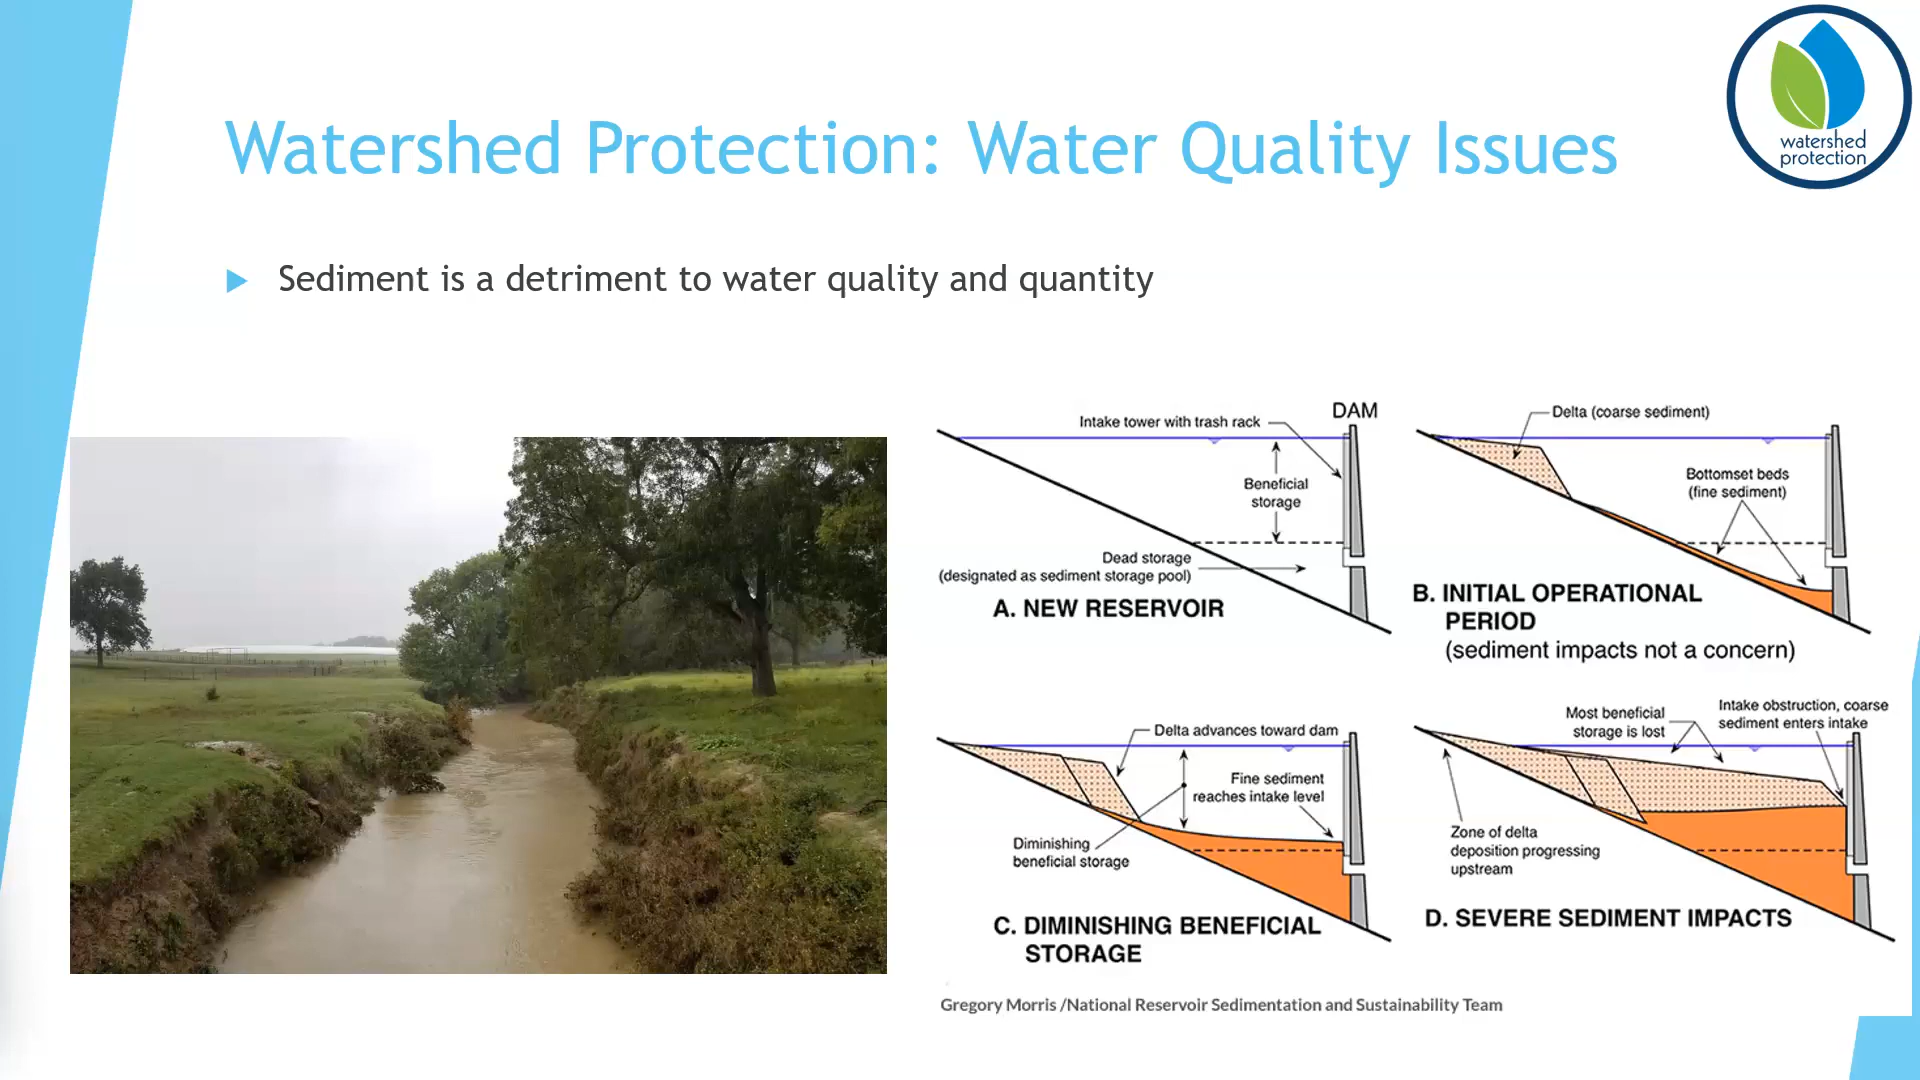 watershed
protection
Watershed Protection: Water Quality Issues
Sediment is a detriment to water quality and quantity
Intake tower with trash rack
DAM
Beneficial
storage
Dead storage
(designated as sediment storage pool)
A. NEW RESERVOIR
Delta (coarse sediment)
Bottomset beds
(fine sediment)
B. INITIAL OPERATIONAL
PERIOD
(sediment impacts not a concern)
Delta advances toward dam
Fine sediment
reaches intake level
Diminishing
beneficial storage
C. DIMINISHING BENEFICIAL
STORAGE
Most beneficial
storage is lost
Intake obstruction, coarse
sediment enters intake
Zone of delta
deposition progressing
upstream
D. SEVERE SEDIMENT IMPACTS
Gregory Morris /National Reservoir Sedimentation and Sustainability Team